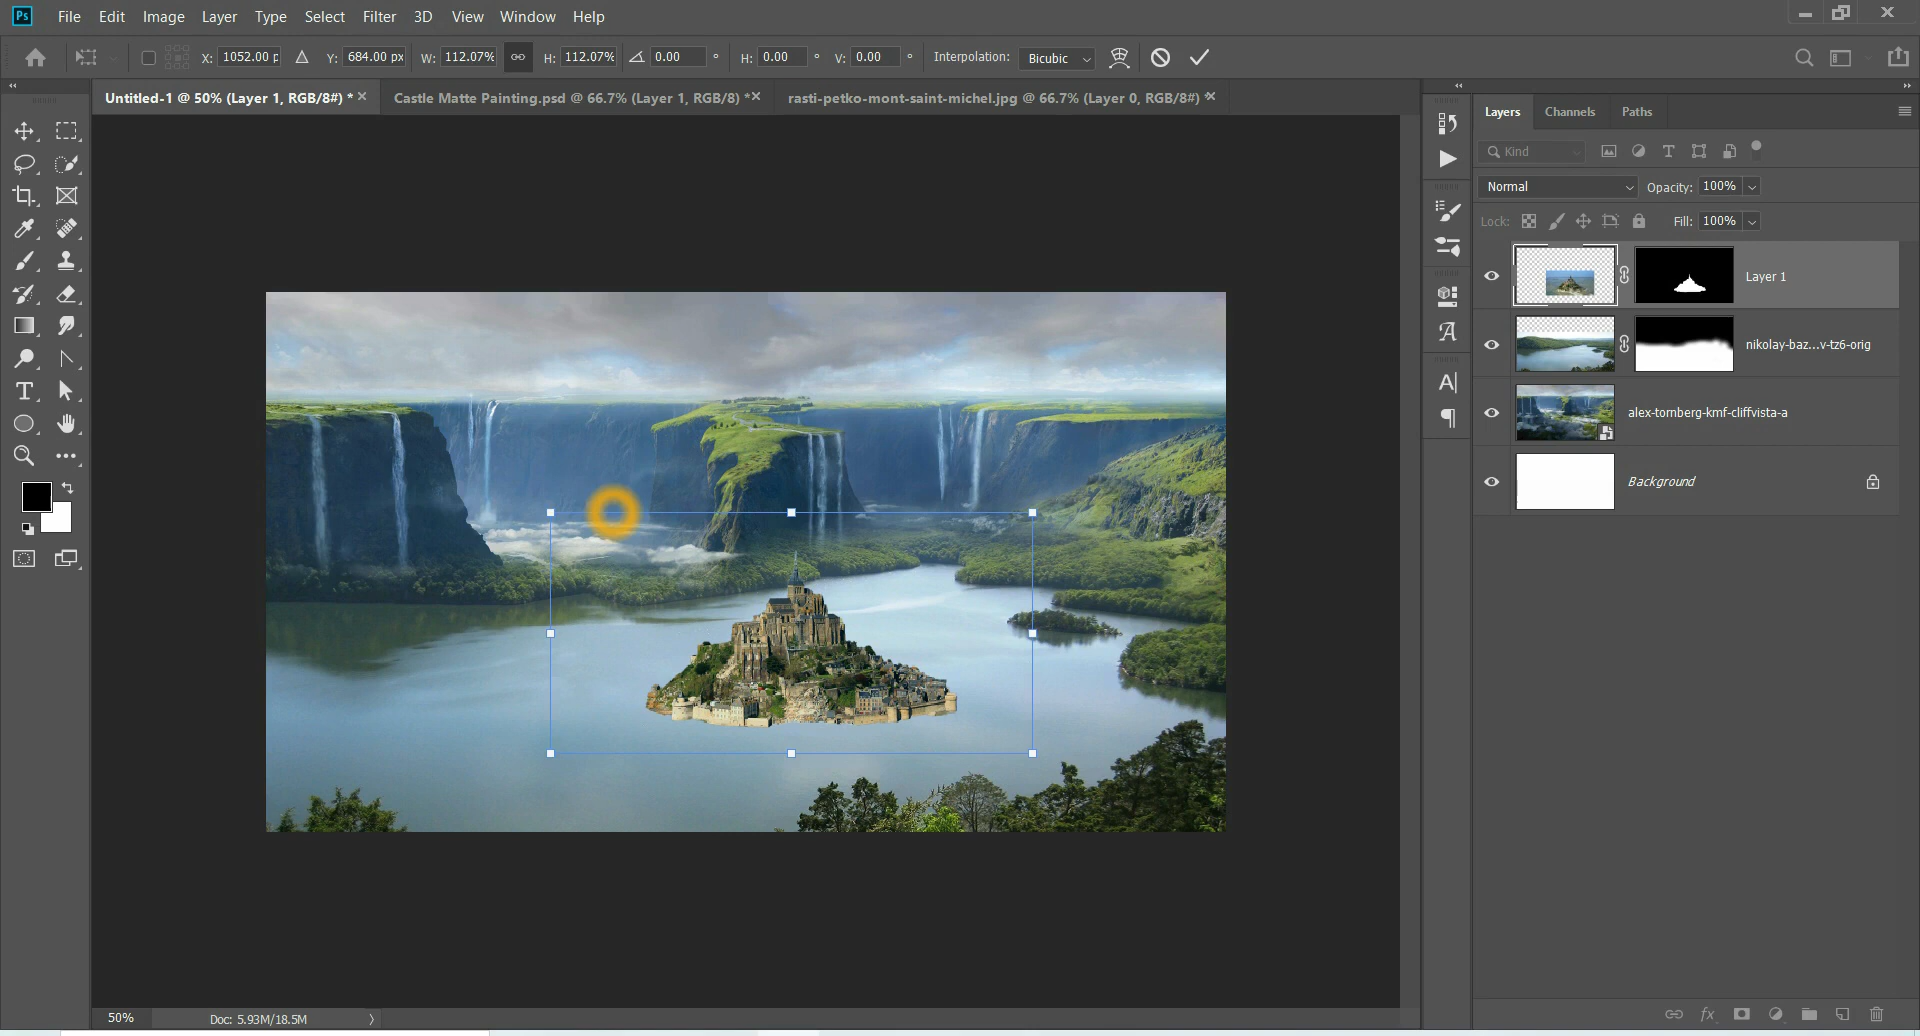 Ps File Edit Image Layer Type Select Filter 3D View Window Help
X: 1052.00 p Y: 684.00 px W: 112.07% H: 112.07% 0.00 ° H: 0.00 ° V: 0.00 ° Interpolation: Bicubic
Untitled-1 @ 50% (Layer 1, RGB/8#) * Castle Matte Painting.psd @ 66.7% (Layer 1, RGB/8) * rasti-petko-mont-saint-michel.jpg @ 66.7% (Layer 0, RGB/8#) *
Layers Channels Paths
Kind
Normal Opacity: 100%
Lock: Fill: 100%
Layer 1
nikolay-baz...v-tz6-orig
alex-tornberg-kmf-cliffvista-a
Background
50% Doc: 5.93M/18.5M
fx